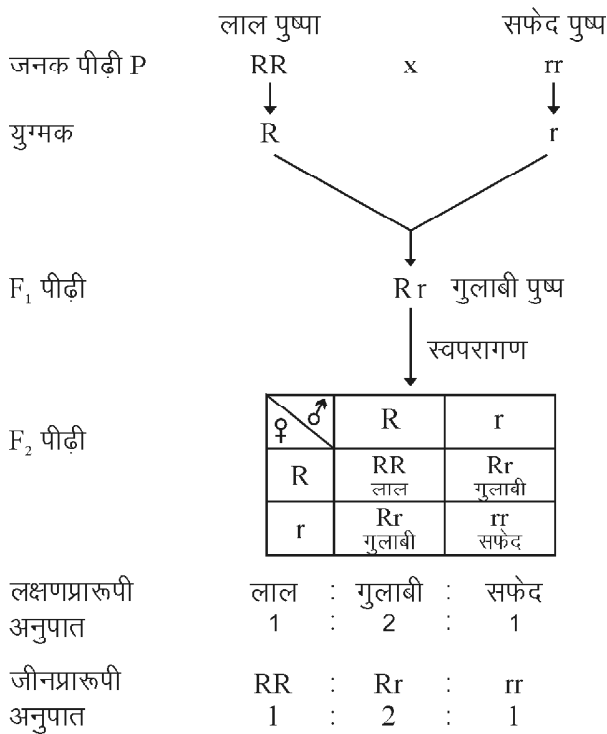 लाल पुष्पा सफेद पुष्प
जनक पीढ़ी P RR x rr
युग्मक R r
F₁ पीढ़ी Rr गुलाबी पुष्प
स्वपरागण
F₂ पीढ़ी
♀ ♂ R r
R RR Rr
लाल गुलाबी
r Rr rr
गुलाबी सफेद
लक्षणप्रारूपी लाल : गुलाबी : सफेद
अनुपात 1 : 2 : 1
जीनप्रारूपी RR : Rr : rr
अनुपात 1 : 2 : 1